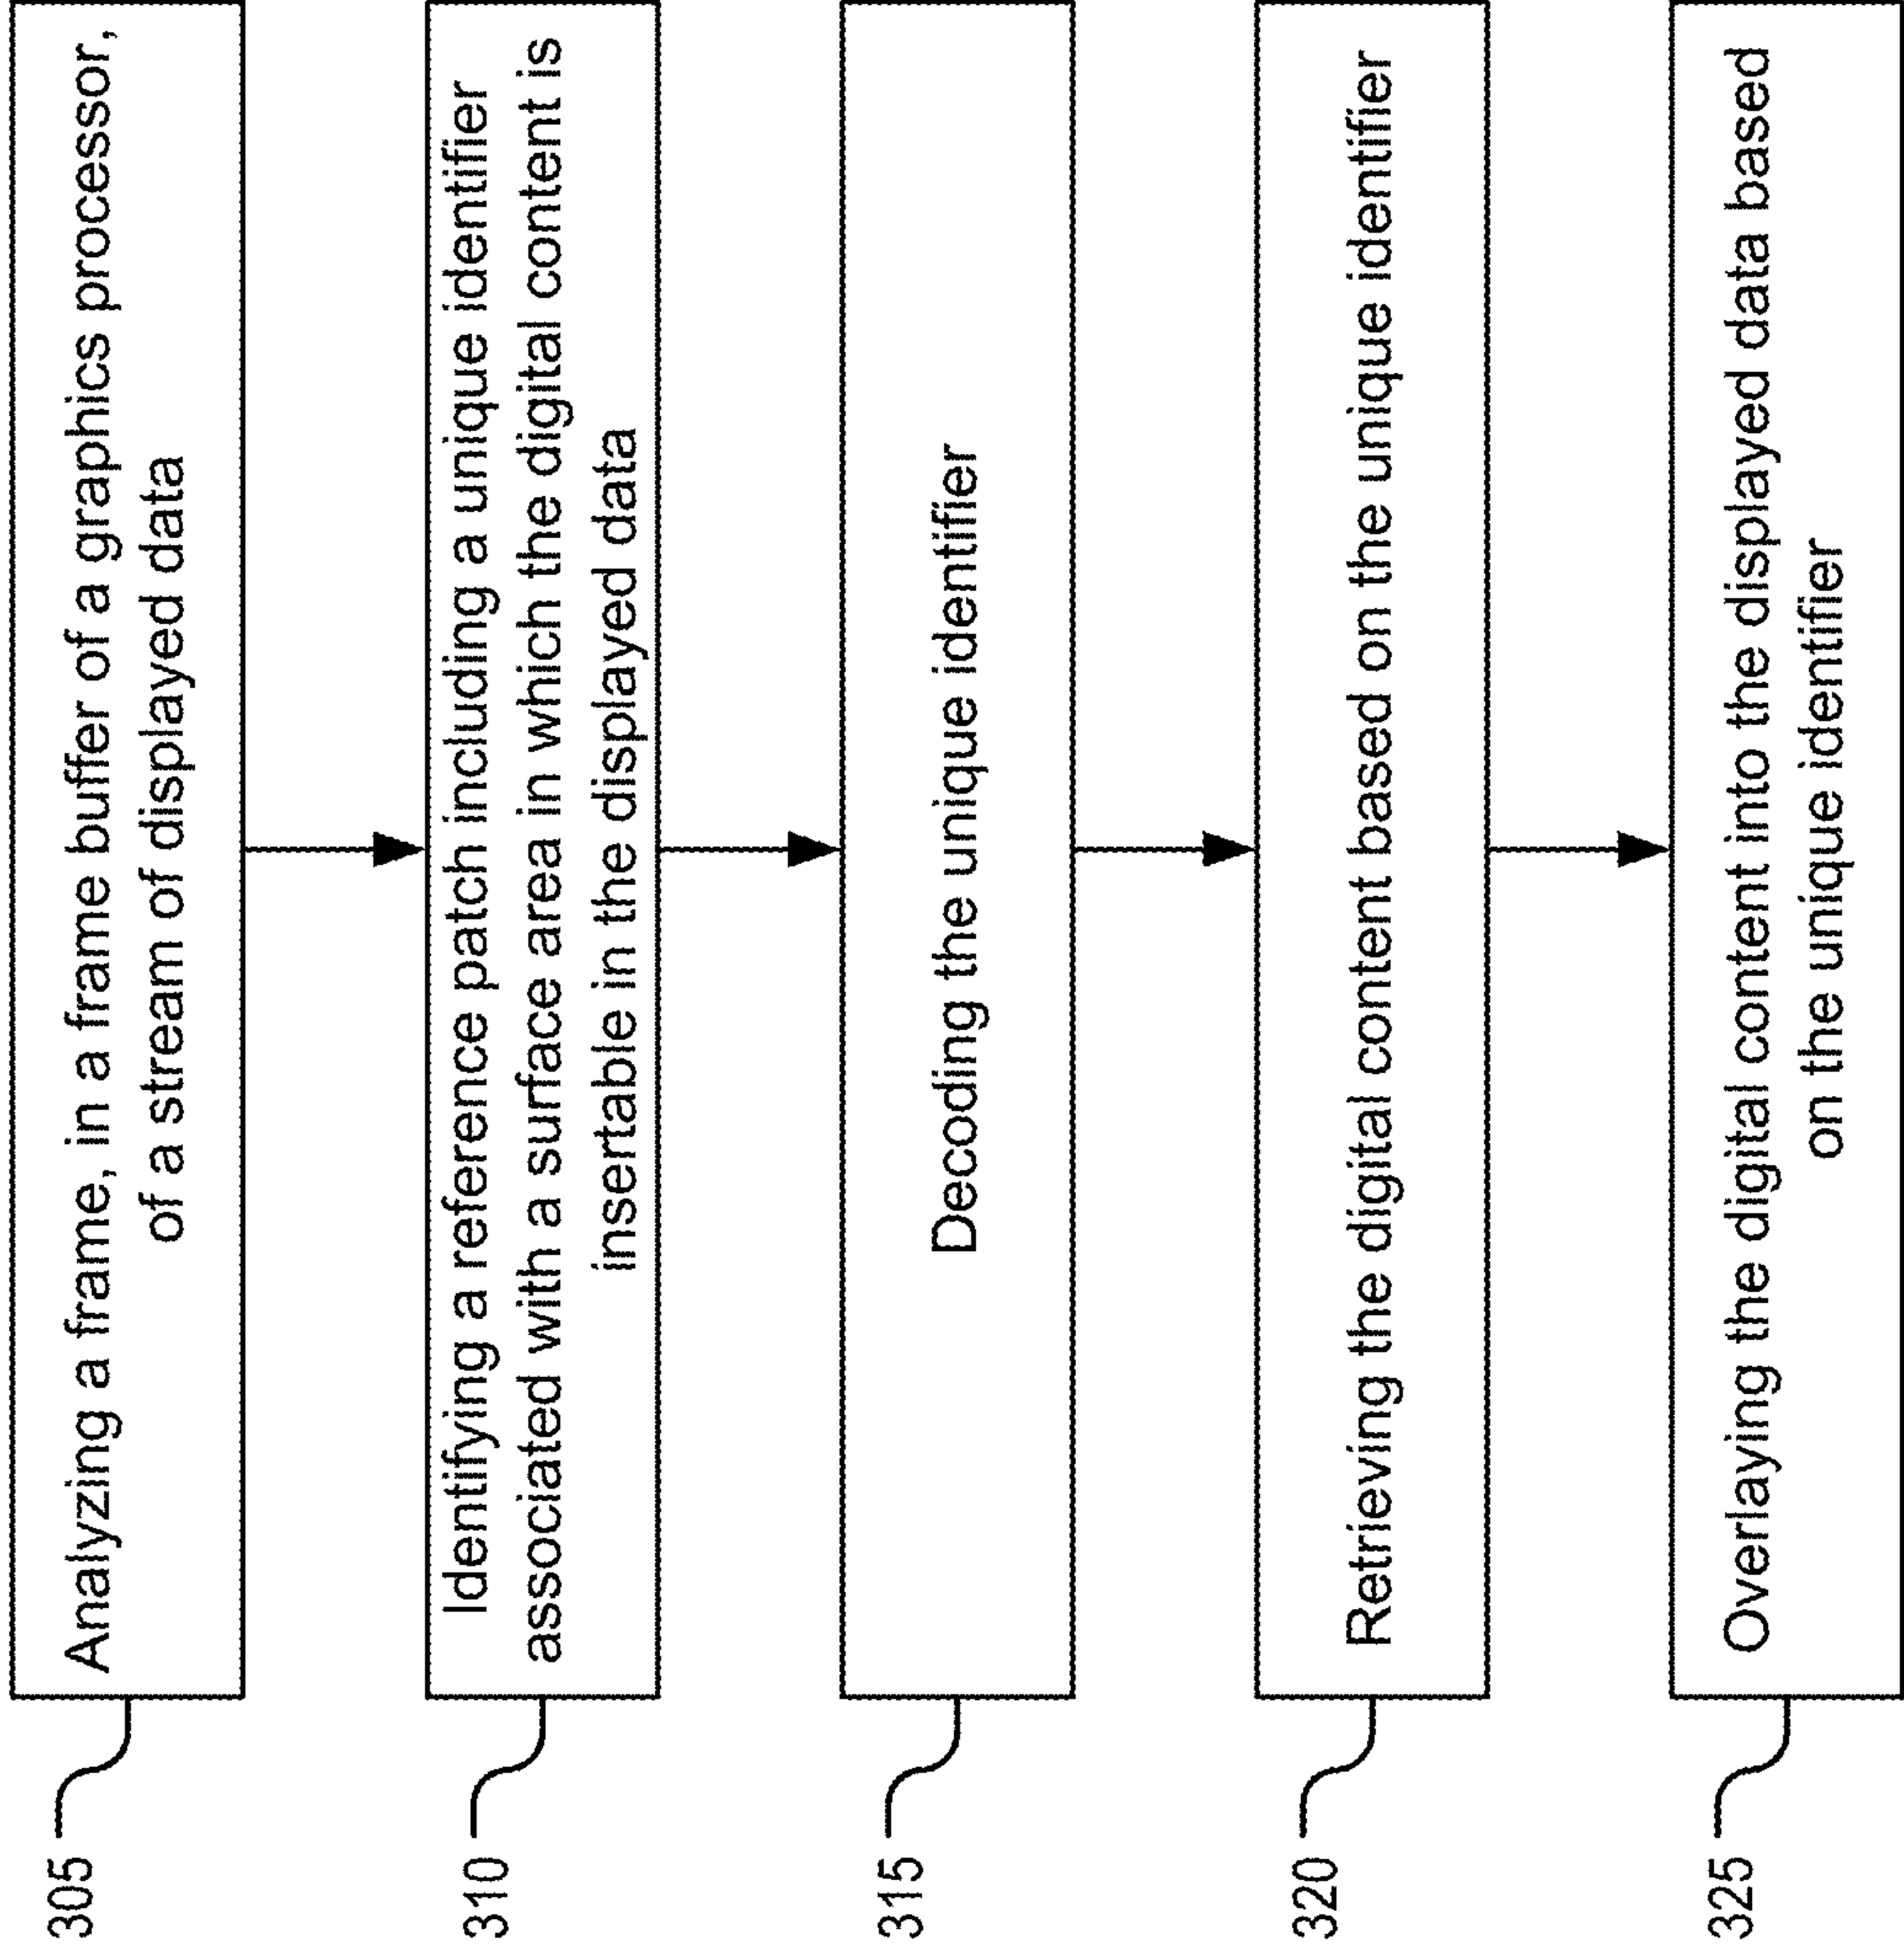 305
Analyzing a frame, in a frame buffer of a graphics processor,
of a stream of displayed data
310
Identifying a reference patch including a unique identifier
associated with a surface area in which the digital content is
insertable in the displayed data
315
Decoding the unique identifier
320
Retrieving the digital content based on the unique identifier
325
Overlaying the digital content into the displayed data based
on the unique identifier